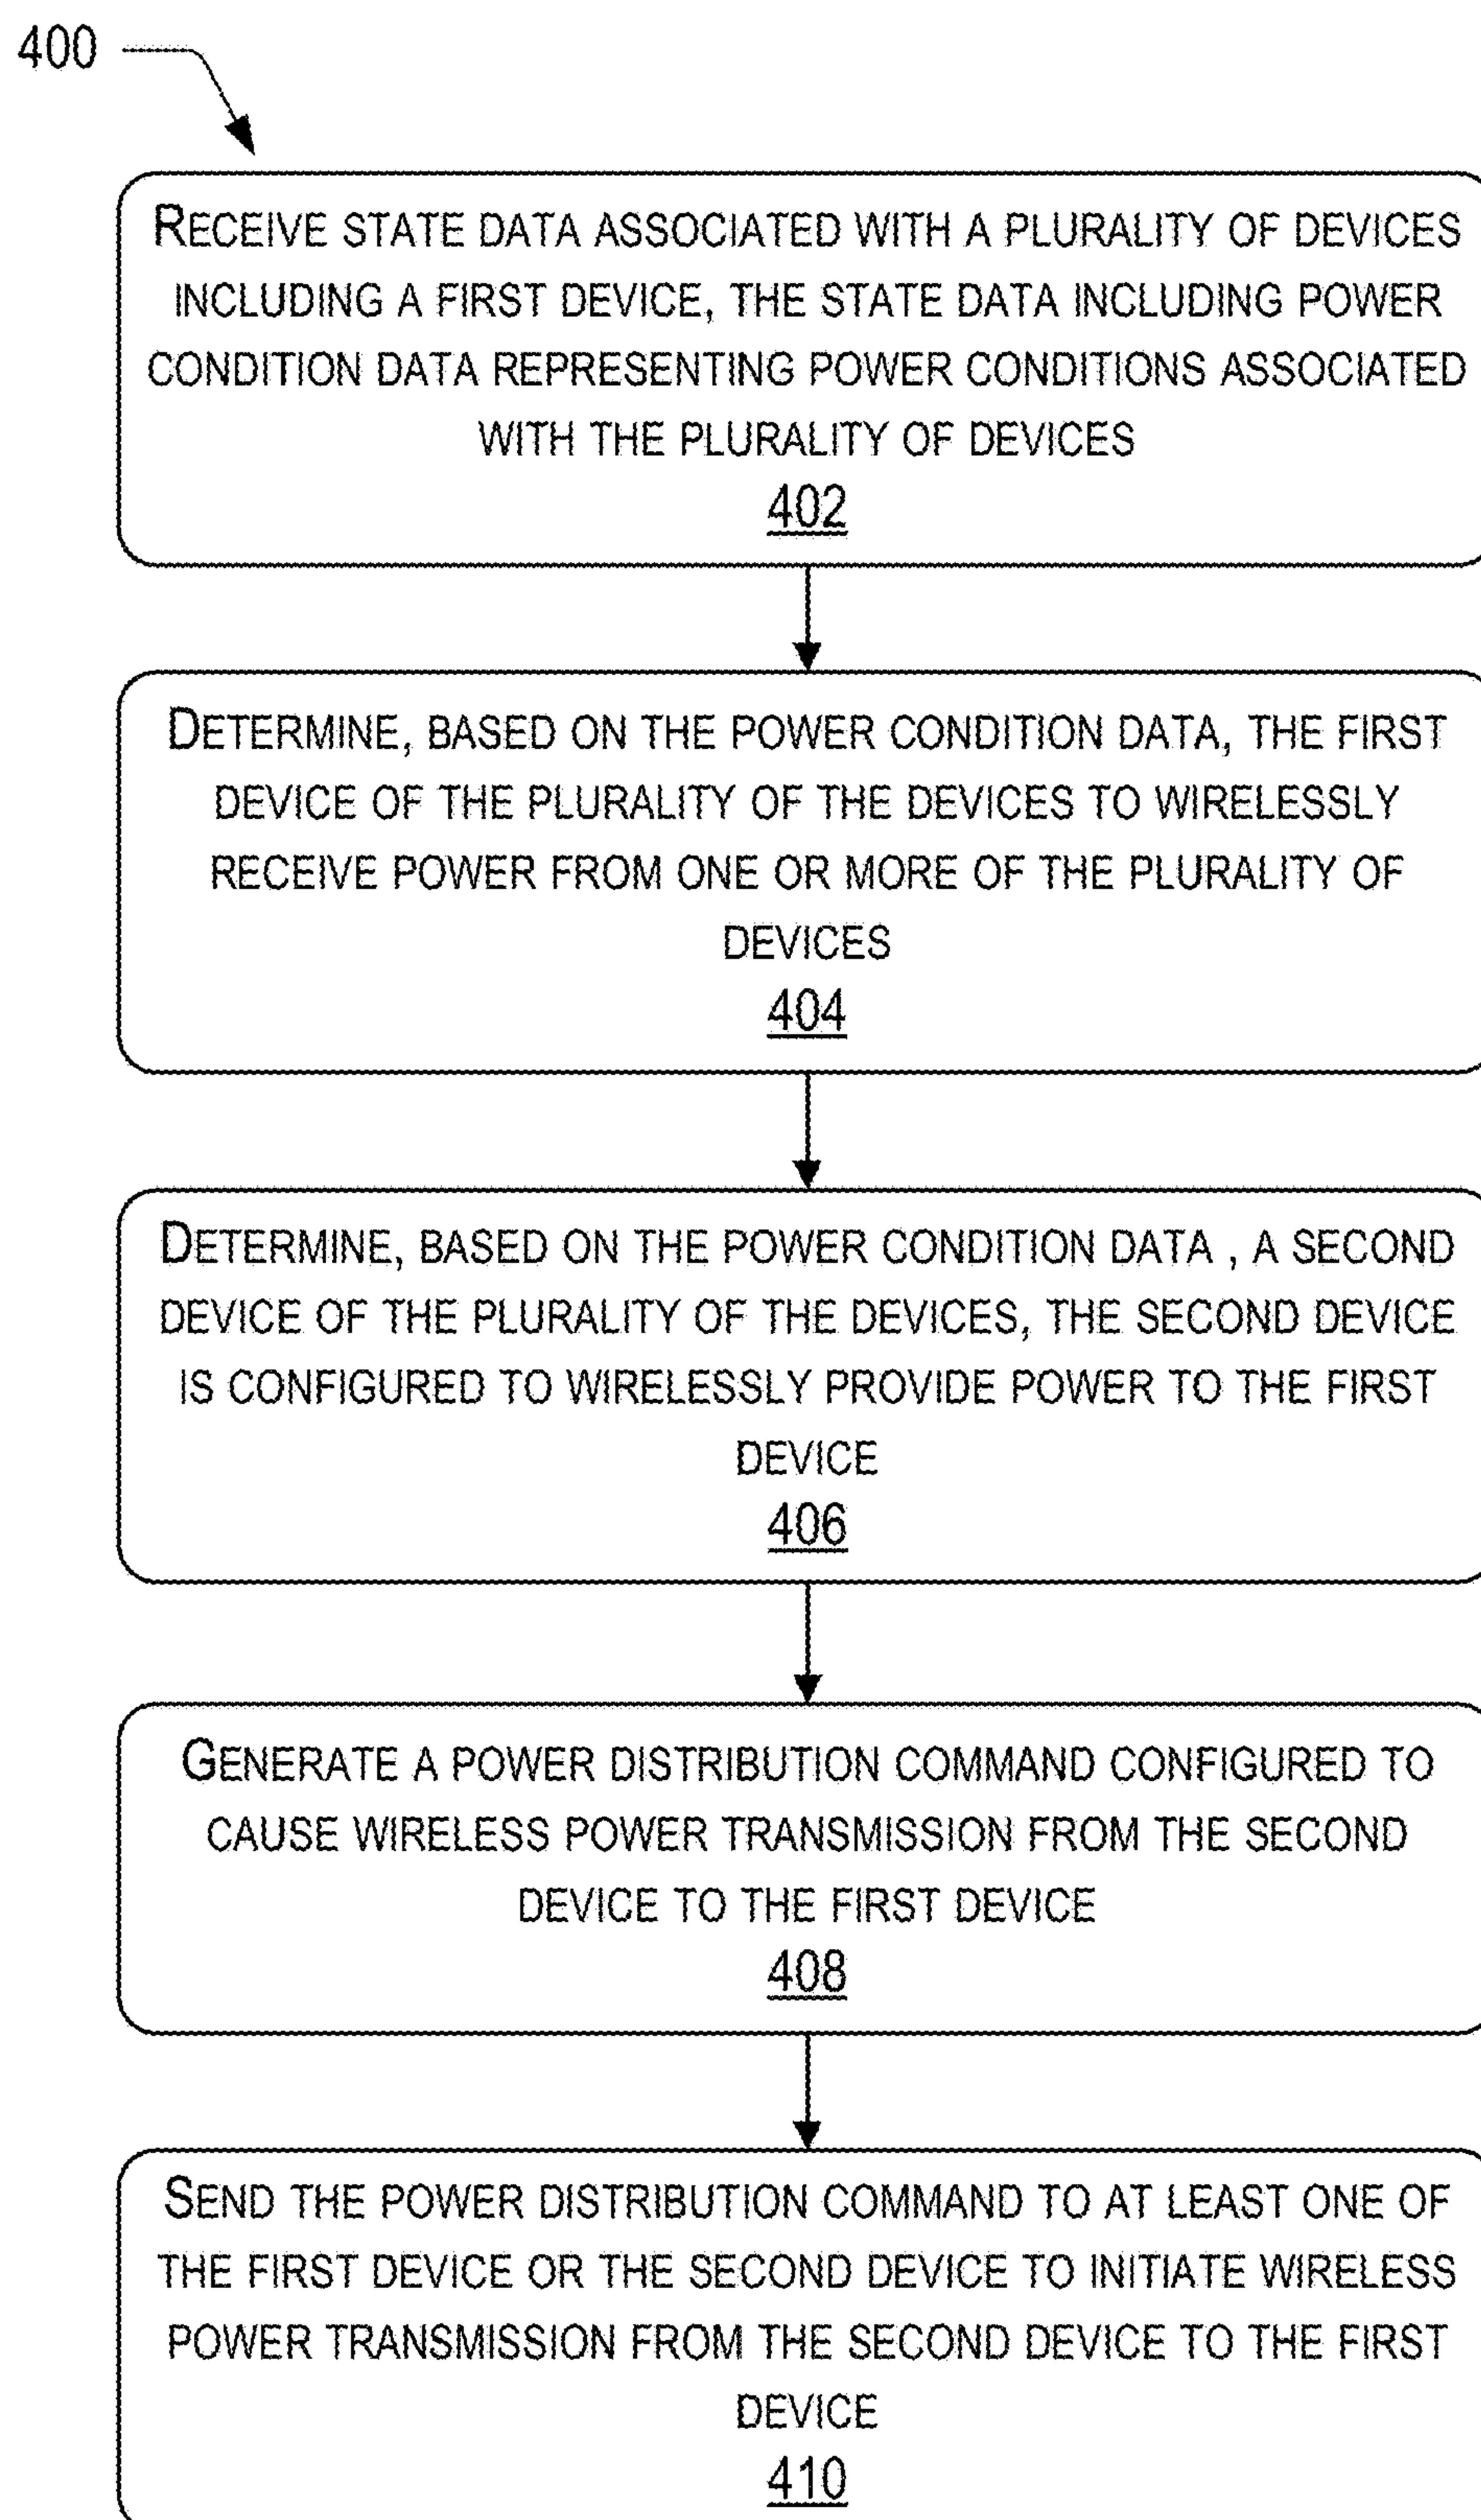 400
RECEIVE STATE DATA ASSOCIATED WITH A PLURALITY OF DEVICES
INCLUDING A FIRST DEVICE, THE STATE DATA INCLUDING POWER
CONDITION DATA REPRESENTING POWER CONDITIONS ASSOCIATED
WITH THE PLURALITY OF DEVICES
402
DETERMINE, BASED ON THE POWER CONDITION DATA, THE FIRST
DEVICE OF THE PLURALITY OF THE DEVICES TO WIRELESSLY
RECEIVE POWER FROM ONE OR MORE OF THE PLURALITY OF
DEVICES
404
DETERMINE, BASED ON THE POWER CONDITION DATA , A SECOND
DEVICE OF THE PLURALITY OF THE DEVICES, THE SECOND DEVICE
IS CONFIGURED TO WIRELESSLY PROVIDE POWER TO THE FIRST
DEVICE
406
GENERATE A POWER DISTRIBUTION COMMAND CONFIGURED TO
CAUSE WIRELESS POWER TRANSMISSION FROM THE SECOND
DEVICE TO THE FIRST DEVICE
408
SEND THE POWER DISTRIBUTION COMMAND TO AT LEAST ONE OF
THE FIRST DEVICE OR THE SECOND DEVICE TO INITIATE WIRELESS
POWER TRANSMISSION FROM THE SECOND DEVICE TO THE FIRST
DEVICE
410